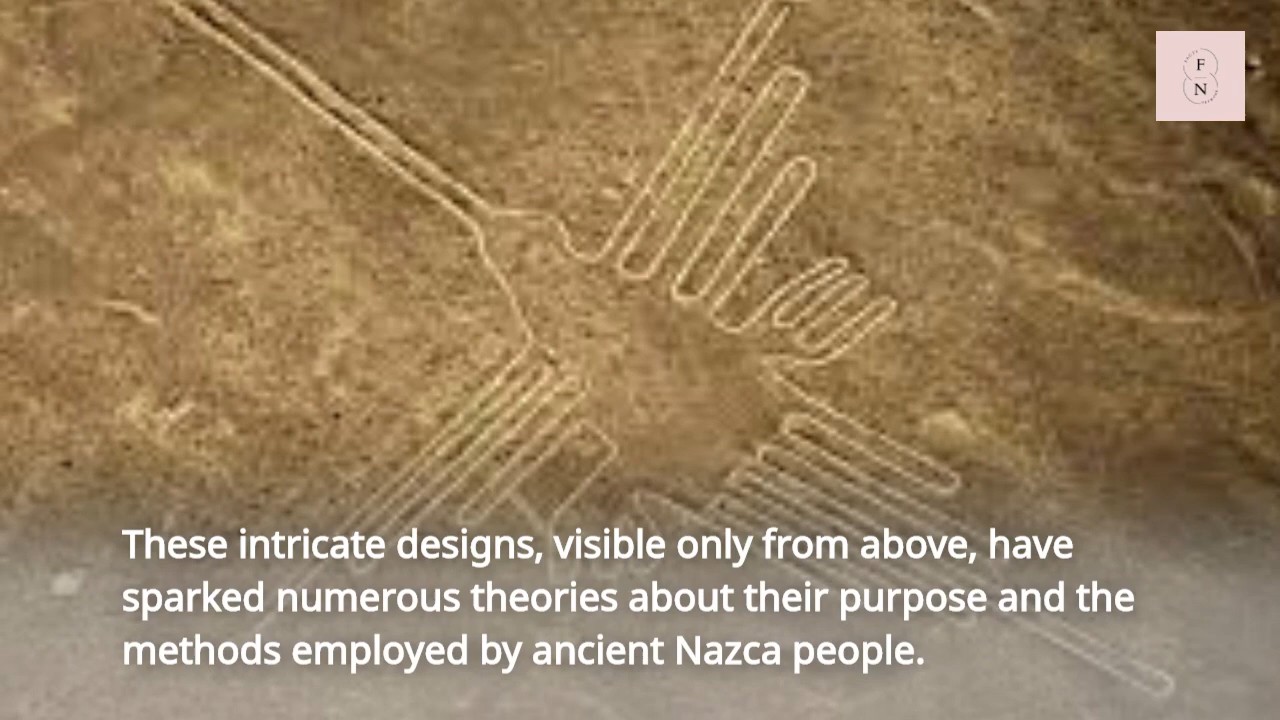 F
N
These intricate designs, visible only from above, have
sparked numerous theories about their purpose and the
methods employed by ancient Nazca people.